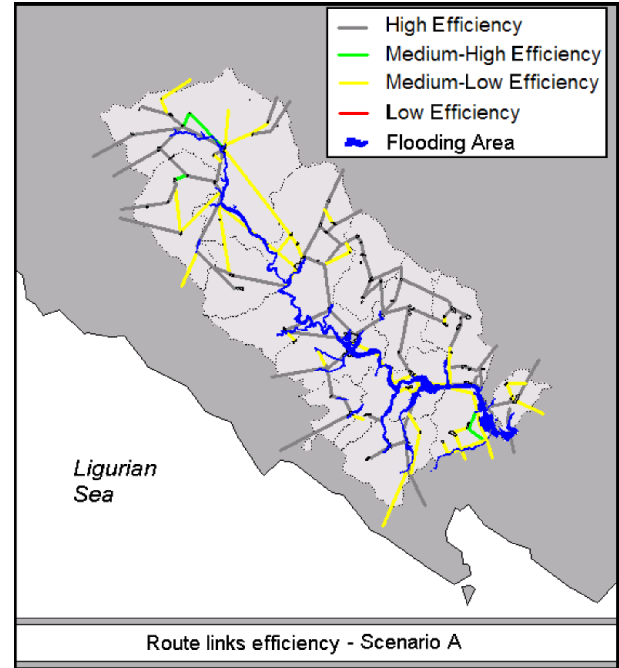 High Efficiency
Medium-High Efficiency
Medium-Low Efficiency
Low Efficiency
Flooding Area
Ligurian
Sea
Route links efficiency - Scenario A